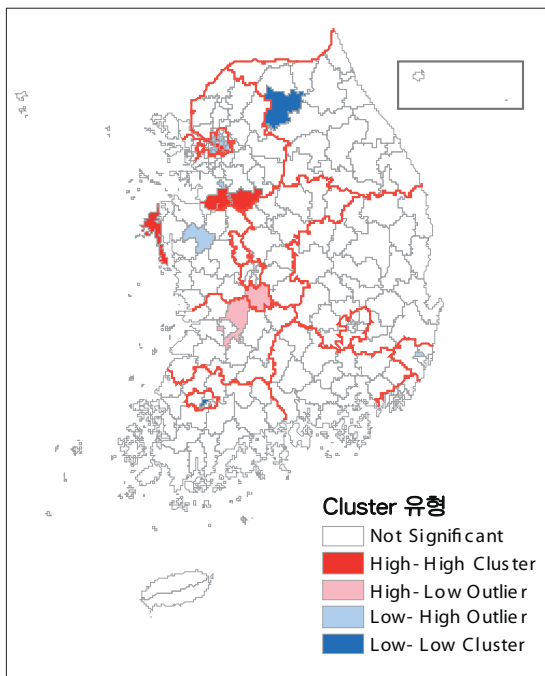 Cluster 유형
Not Significant
High-High Cluster
High-Low Outlier
Low-High Outlier
Low-Low Cluster